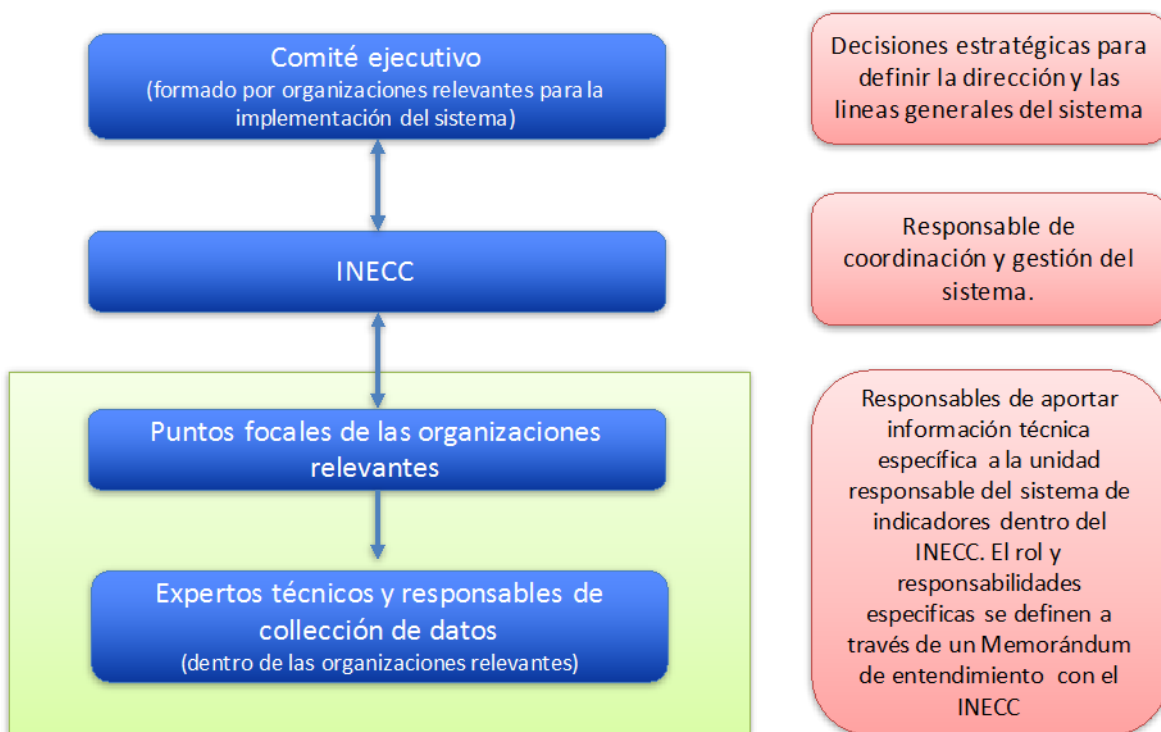 Comité ejecutivo
(formado por organizaciones relevantes para la
implementación del sistema)
Decisiones estratégicas para
definir la dirección y las
lineas generales del sistema
INECC
Responsable de
coordinación y gestión del
sistema.
Puntos focales de las organizaciones
relevantes
Expertos técnicos y responsables de
collección de datos
(dentro de las organizaciones relevantes)
Responsables de aportar
información técnica
específica a la unidad
responsable del sistema de
indicadores dentro del
INECC. El rol y
responsabilidades
especificas se definen a
través de un Memorándum
de entendimiento con el
INECC